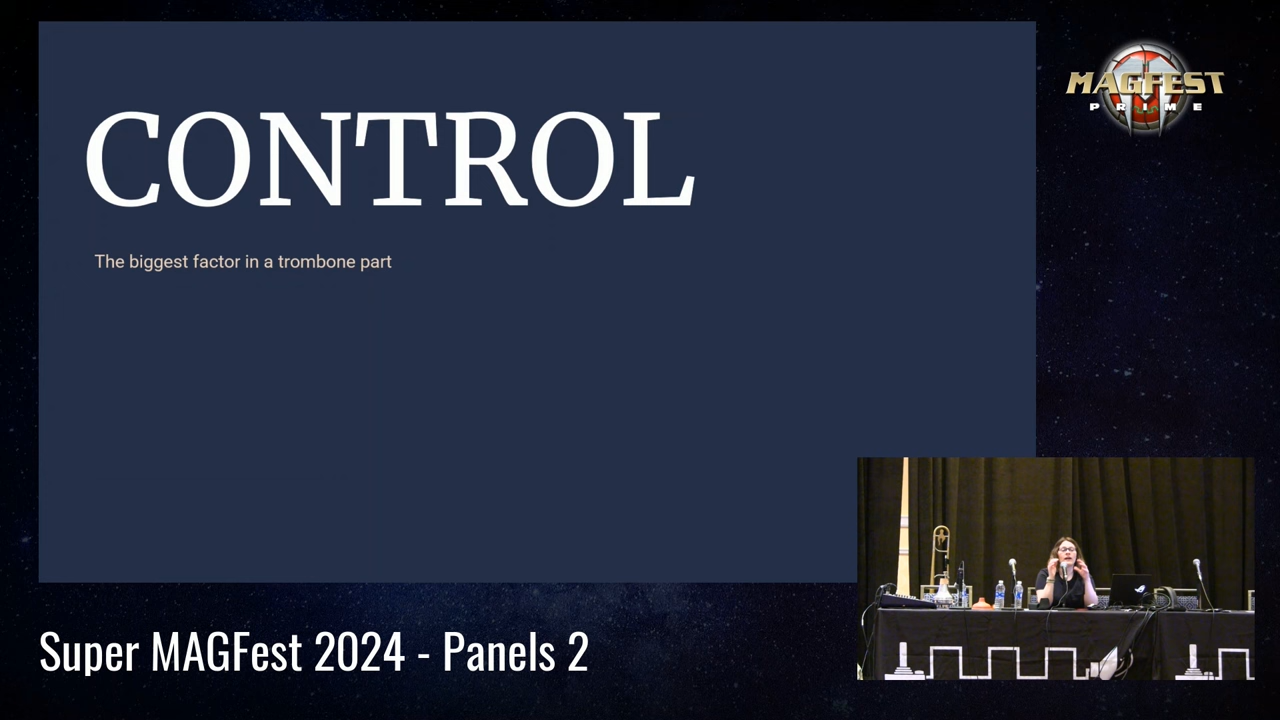 CONTROL
The biggest factor in a trombone part
MAGFEST
PRIME
Super MAGFest 2024 - Panels 2